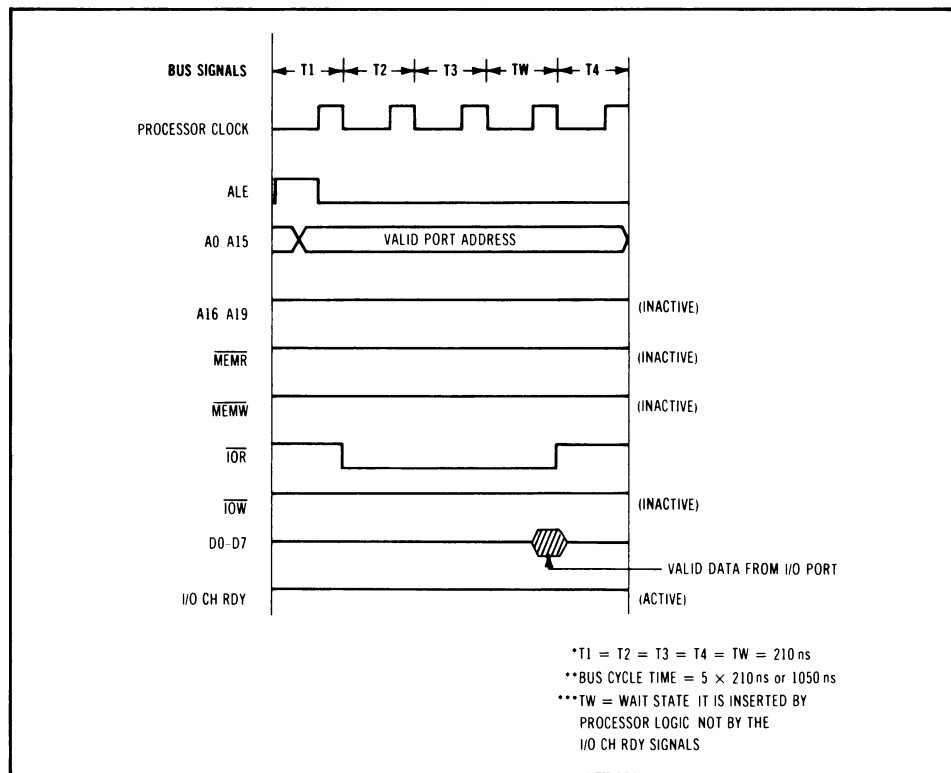 BUS SIGNALS T1 T2 T3 TW T4
PROCESSOR CLOCK
ALE
A0 A15 VALID PORT ADDRESS
A16 A19 (INACTIVE)
MEMR (INACTIVE)
MEMW (INACTIVE)
IOR
IOW (INACTIVE)
D0-D7
VALID DATA FROM I/O PORT
I/O CH RDY (ACTIVE)
*T1 = T2 = T3 = T4 = TW = 210 ns
**BUS CYCLE TIME = 5 × 210 ns or 1050 ns
***TW = WAIT STATE IT IS INSERTED BY
PROCESSOR LOGIC NOT BY THE
I/O CH RDY SIGNALS